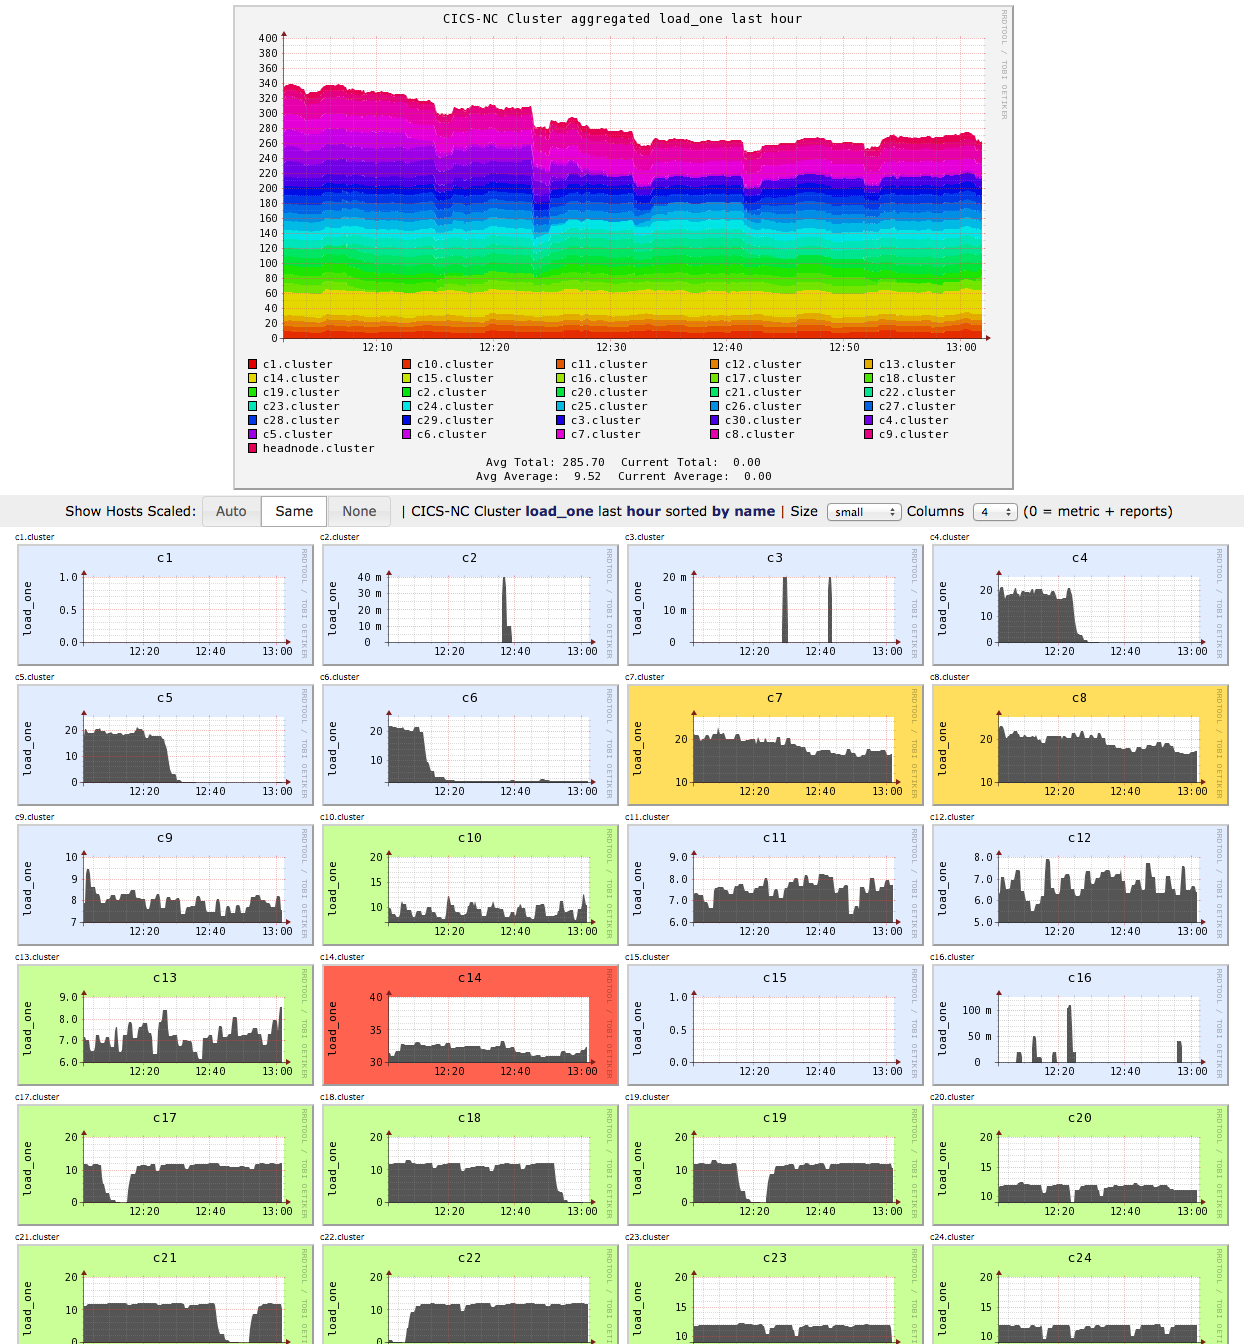 CICS-NC Cluster aggregated load_one last hour
RRDTOOL / TOBI OETIKER
400
380
360
340
320
300
280
260
240
220
200
180
160
140
120
100
80
60
40
20
0
12:10 12:20 12:30 12:40 12:50 13:00
c1.cluster c10.cluster c11.cluster c12.cluster c13.cluster
c14.cluster c15.cluster c16.cluster c17.cluster c18.cluster
c19.cluster c2.cluster c20.cluster c21.cluster c22.cluster
c23.cluster c24.cluster c25.cluster c26.cluster c27.cluster
c28.cluster c29.cluster c3.cluster c30.cluster c4.cluster
c5.cluster c6.cluster c7.cluster c8.cluster c9.cluster
headnode.cluster
Avg Total: 285.70 Current Total: 0.00
Avg Average: 9.52 Current Average: 0.00
Show Hosts Scaled: Auto Same None | CICS-NC Cluster load_one last hour sorted by name | Size small Columns 4 (0 = metric + reports)
c1.cluster
c1
load_one
1.0
0.5
0.0
12:20 12:40 13:00
RRDTOOL / TOBI OETIKER
c2.cluster
c2
load_one
40 m
30 m
20 m
10 m
0
12:20 12:40 13:00
RRDTOOL / TOBI OETIKER
c3.cluster
c3
load_one
20 m
10 m
0
12:20 12:40 13:00
RRDTOOL / TOBI OETIKER
c4.cluster
c4
load_one
20
10
0
12:20 12:40 13:00
RRDTOOL / TOBI OETIKER
c5.cluster
c5
load_one
20
10
0
12:20 12:40 13:00
RRDTOOL / TOBI OETIKER
c6.cluster
c6
load_one
20
10
12:20 12:40 13:00
RRDTOOL / TOBI OETIKER
c7.cluster
c7
load_one
20
10
12:20 12:40 13:00
RRDTOOL / TOBI OETIKER
c8.cluster
c8
load_one
20
10
12:20 12:40 13:00
RRDTOOL / TOBI OETIKER
c9.cluster
c9
load_one
10
9
8
7
12:20 12:40 13:00
RRDTOOL / TOBI OETIKER
c10.cluster
c10
load_one
20
15
10
12:20 12:40 13:00
RRDTOOL / TOBI OETIKER
c11.cluster
c11
load_one
9.0
8.0
7.0
6.0
12:20 12:40 13:00
RRDTOOL / TOBI OETIKER
c12.cluster
c12
load_one
8.0
7.0
6.0
5.0
12:20 12:40 13:00
RRDTOOL / TOBI OETIKER
c13.cluster
c13
load_one
9.0
8.0
7.0
6.0
12:20 12:40 13:00
RRDTOOL / TOBI OETIKER
c14.cluster
c14
load_one
40
35
30
12:20 12:40 13:00
RRDTOOL / TOBI OETIKER
c15.cluster
c15
load_one
1.0
0.5
0.0
12:20 12:40 13:00
RRDTOOL / TOBI OETIKER
c16.cluster
c16
load_one
100 m
50 m
0
12:20 12:40 13:00
RRDTOOL / TOBI OETIKER
c17.cluster
c17
load_one
20
10
0
12:20 12:40 13:00
RRDTOOL / TOBI OETIKER
c18.cluster
c18
load_one
20
10
0
12:20 12:40 13:00
RRDTOOL / TOBI OETIKER
c19.cluster
c19
load_one
20
10
0
12:20 12:40 13:00
RRDTOOL / TOBI OETIKER
c20.cluster
c20
load_one
20
15
10
12:20 12:40 13:00
RRDTOOL / TOBI OETIKER
c21.cluster
c21
load_one
20
10
0
c22.cluster
c22
load_one
20
10
0
c23.cluster
c23
load_one
20
15
10
c24.cluster
c24
load_one
20
15
10